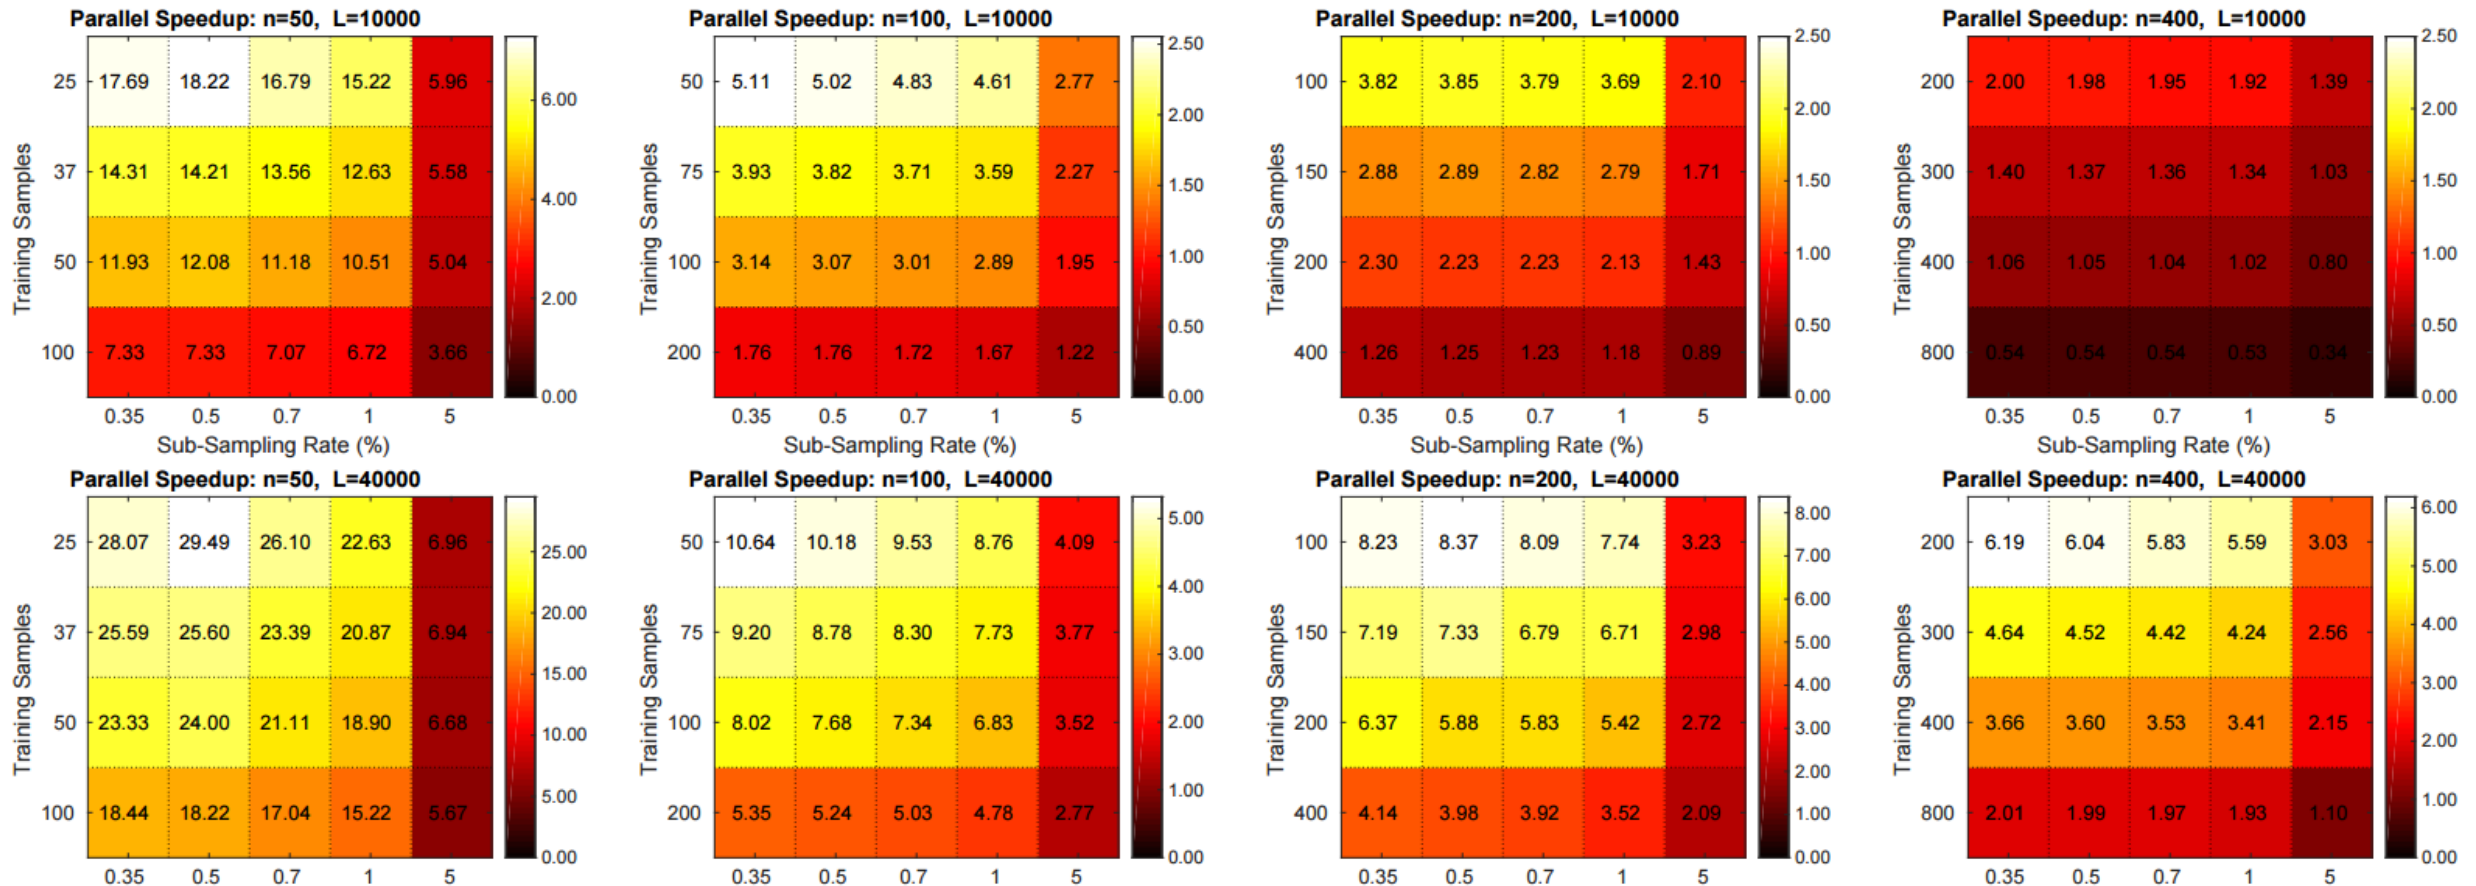 Parallel Speedup: n=50, L=10000
Training Samples
25 17.69 18.22 16.79 15.22 5.96
37 14.31 14.21 13.56 12.63 5.58
50 11.93 12.08 11.18 10.51 5.04
100 7.33 7.33 7.07 6.72 3.66
0.35 0.5 0.7 1 5
Sub-Sampling Rate (%)
6.00
4.00
2.00
0.00
Parallel Speedup: n=100, L=10000
Training Samples
50 5.11 5.02 4.83 4.61 2.77
75 3.93 3.82 3.71 3.59 2.27
100 3.14 3.07 3.01 2.89 1.95
200 1.76 1.76 1.72 1.67 1.22
0.35 0.5 0.7 1 5
Sub-Sampling Rate (%)
2.50
2.00
1.50
1.00
0.50
0.00
Parallel Speedup: n=200, L=10000
Training Samples
100 3.82 3.85 3.79 3.69 2.10
150 2.88 2.89 2.82 2.79 1.71
200 2.30 2.23 2.23 2.13 1.43
400 1.26 1.25 1.23 1.18 0.89
0.35 0.5 0.7 1 5
Sub-Sampling Rate (%)
2.50
2.00
1.50
1.00
0.50
0.00
Parallel Speedup: n=400, L=10000
Training Samples
200 2.00 1.98 1.95 1.92 1.39
300 1.40 1.37 1.36 1.34 1.03
400 1.06 1.05 1.04 1.02 0.80
800 0.54 0.54 0.54 0.53 0.34
0.35 0.5 0.7 1 5
Sub-Sampling Rate (%)
2.50
2.00
1.50
1.00
0.50
0.00
Parallel Speedup: n=50, L=40000
Training Samples
25 28.07 29.49 26.10 22.63 6.96
37 25.59 25.60 23.39 20.87 6.94
50 23.33 24.00 21.11 18.90 6.68
100 18.44 18.22 17.04 15.22 5.67
0.35 0.5 0.7 1 5
25.00
20.00
15.00
10.00
5.00
0.00
Parallel Speedup: n=100, L=40000
Training Samples
50 10.64 10.18 9.53 8.76 4.09
75 9.20 8.78 8.30 7.73 3.77
100 8.02 7.68 7.34 6.83 3.52
200 5.35 5.24 5.03 4.78 2.77
0.35 0.5 0.7 1 5
5.00
4.00
3.00
2.00
1.00
0.00
Parallel Speedup: n=200, L=40000
Training Samples
100 8.23 8.37 8.09 7.74 3.23
150 7.19 7.33 6.79 6.71 2.98
200 6.37 5.88 5.83 5.42 2.72
400 4.14 3.98 3.92 3.52 2.09
0.35 0.5 0.7 1 5
8.00
7.00
6.00
5.00
4.00
3.00
2.00
1.00
0.00
Parallel Speedup: n=400, L=40000
Training Samples
200 6.19 6.04 5.83 5.59 3.03
300 4.64 4.52 4.42 4.24 2.56
400 3.66 3.60 3.53 3.41 2.15
800 2.01 1.99 1.97 1.93 1.10
0.35 0.5 0.7 1 5
6.00
5.00
4.00
3.00
2.00
1.00
0.00